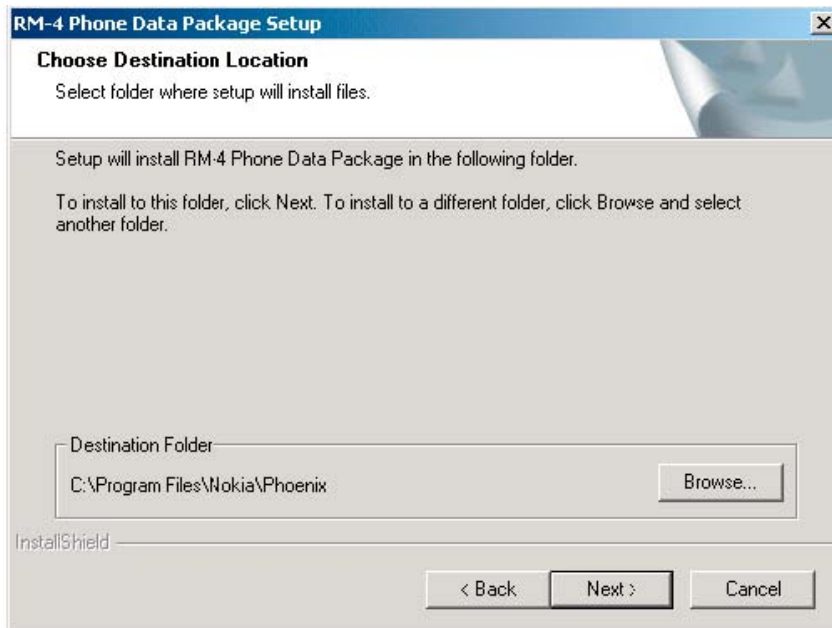 RM-4 Phone Data Package Setup
Choose Destination Location
Select folder where setup will install files.
Setup will install RM-4 Phone Data Package in the following folder.
To install to this folder, click Next. To install to a different folder, click Browse and select
another folder.
Destination Folder
C:\Program Files\Nokia\Phoenix
Browse...
InstallShield
< Back
Next >
Cancel